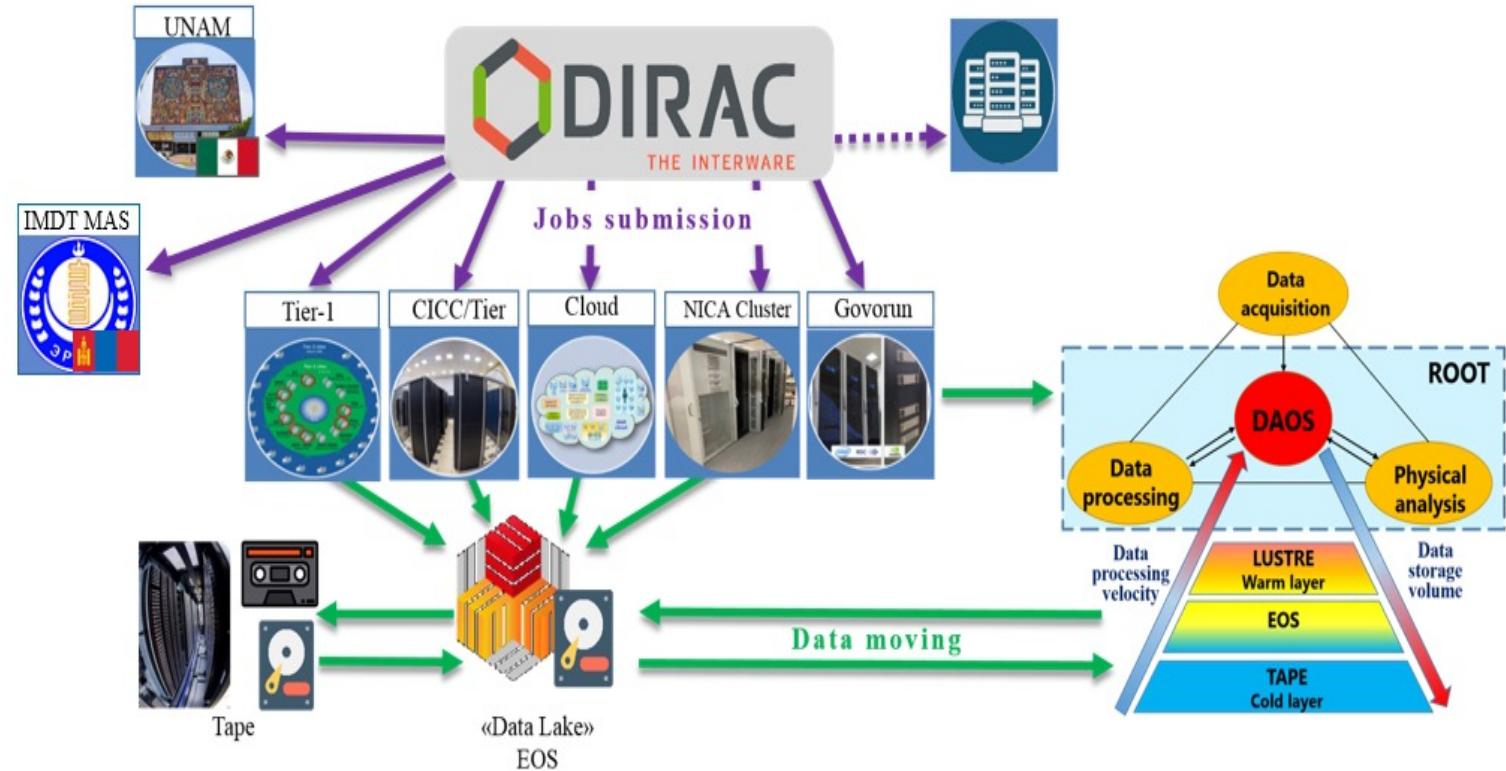 UNAM
DIRAC
THE INTERWARE
IMDT MAS
ЭР
Jobs submission
Tier-1
CICC/Tier
Cloud
NICA Cluster
Govorun
Data
acquisition
ROOT
DAOS
Data
processing
Physical
analysis
Data
processing
velocity
LUSTRE
Warm layer
Data
storage
volume
EOS
TAPE
Cold layer
Data moving
Tape
«Data Lake»
EOS